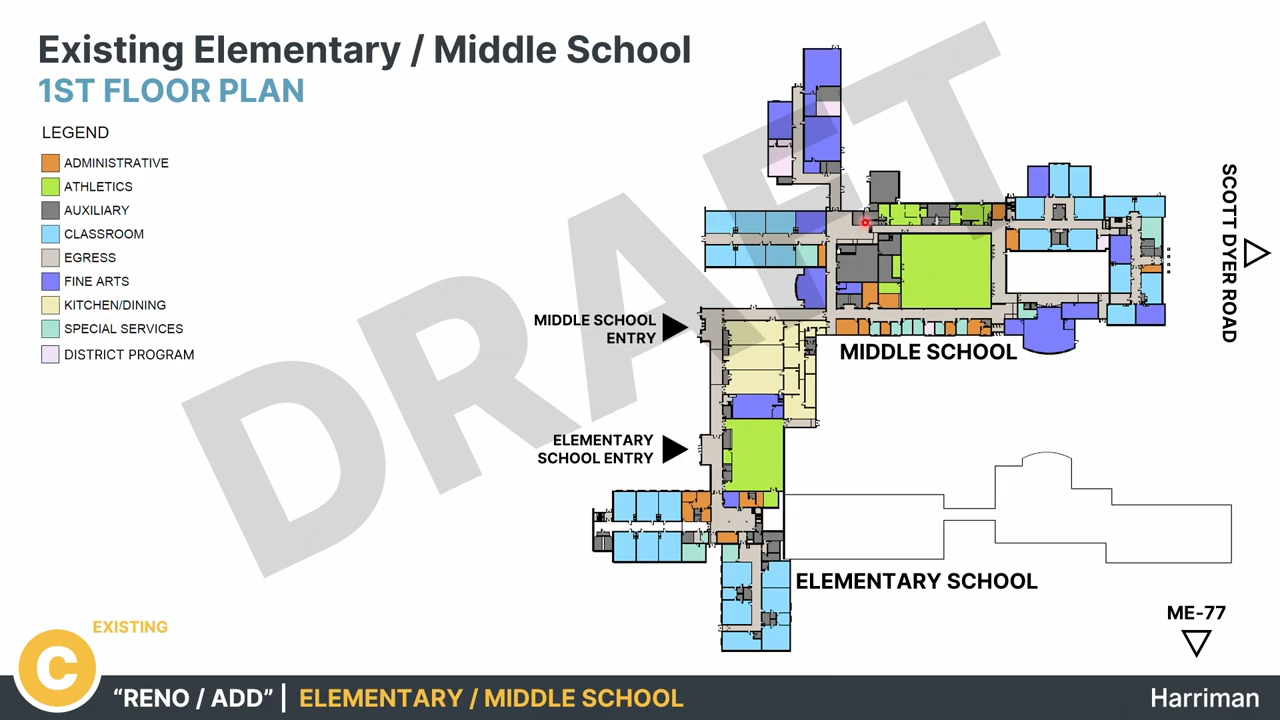 Existing Elementary / Middle School
1ST FLOOR PLAN
LEGEND
ADMINISTRATIVE
ATHLETICS
AUXILIARY
CLASSROOM
EGRESS
FINE ARTS
KITCHEN/DINING
SPECIAL SERVICES
DISTRICT PROGRAM
DRAFT
SCOTT DYER ROAD
MIDDLE SCHOOL
ENTRY
MIDDLE SCHOOL
ELEMENTARY
SCHOOL ENTRY
ELEMENTARY SCHOOL
ME-77
EXISTING
C
“RENO / ADD” | ELEMENTARY / MIDDLE SCHOOL
Harriman